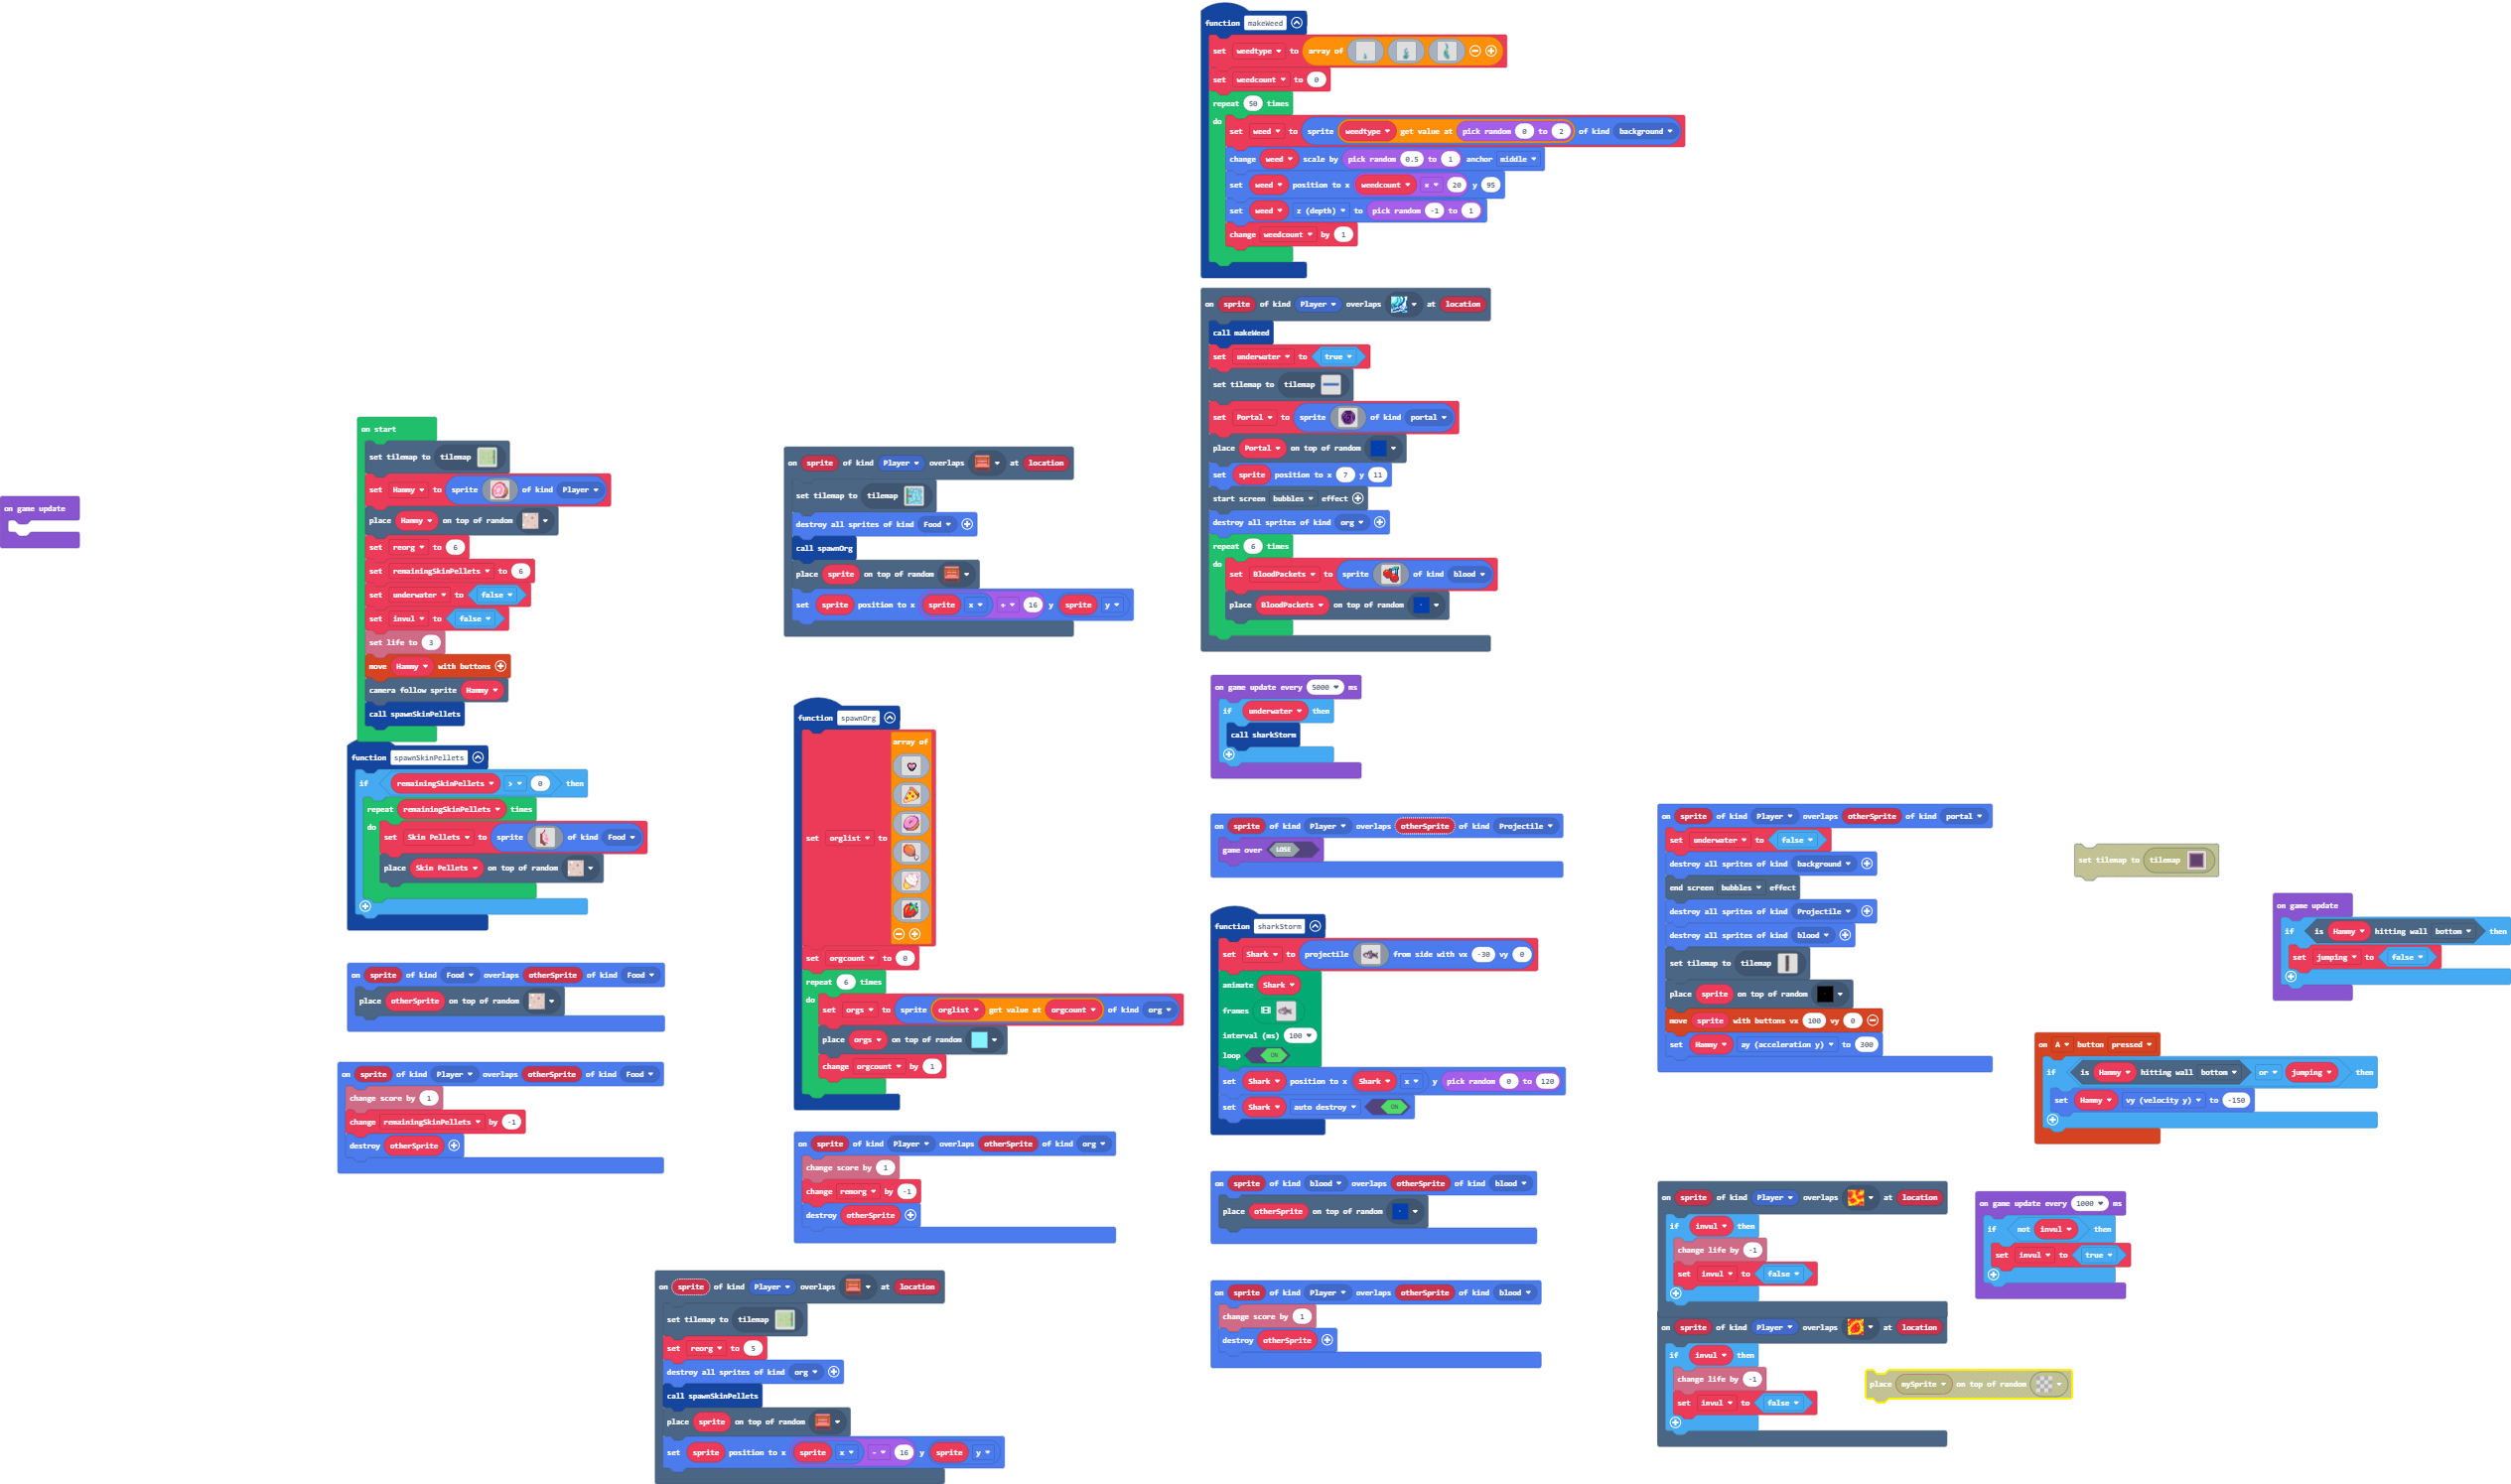 on game update
on start
set tilemap to tilemap
set Hammy to sprite of kind Player
place Hammy on top of random
set reorg to 6
set remainingSkinPellets to 6
set underwater to false
set invul to false
set life to 3
move Hammy with buttons
camera follow sprite Hammy
call spawnSkinPellets
function spawnSkinPellets
if remainingSkinPellets > 0 then
repeat remainingSkinPellets times
do
set Skin Pellets to sprite of kind Food
place Skin Pellets on top of random
on sprite of kind Food overlaps otherSprite of kind Food
place otherSprite on top of random
on sprite of kind Player overlaps otherSprite of kind Food
change score by 1
change remainingSkinPellets by -1
destroy otherSprite
on sprite of kind Player overlaps at location
set tilemap to tilemap
destroy all sprites of kind Food
call spawnOrg
place sprite on top of random
set sprite position to x sprite x + 16 y sprite y
function spawnOrg
set orglist to array of
set orgcount to 0
repeat 6 times
do
set orgs to sprite orglist get value at orgcount of kind org
place orgs on top of random
change orgcount by 1
on sprite of kind Player overlaps otherSprite of kind org
change score by 1
change remorg by -1
destroy otherSprite
on sprite of kind Player overlaps at location
set tilemap to tilemap
set reorg to 5
destroy all sprites of kind org
call spawnSkinPellets
place sprite on top of random
set sprite position to x sprite x - 16 y sprite y
function makeWeed
set weedtype to array of
set weedcount to 0
repeat 50 times
do
set weed to sprite weedtype get value at pick random 0 to 2 of kind background
change weed scale by pick random 0.5 to 1 anchor middle
set weed position to x weedcount × 20 y 95
set weed z (depth) to pick random -1 to 1
change weedcount by 1
on sprite of kind Player overlaps at location
call makeWeed
set underwater to true
set tilemap to tilemap
set Portal to sprite of kind portal
place Portal on top of random
set sprite position to x 7 y 11
start screen bubbles effect
destroy all sprites of kind org
repeat 6 times
do
set BloodPackets to sprite of kind blood
place BloodPackets on top of random
on game update every 5000 ms
if underwater then
call sharkStorm
on sprite of kind Player overlaps otherSprite of kind Projectile
game over LOSE
function sharkStorm
set Shark to projectile from side with vx -30 vy 0
animate Shark
frames
interval (ms) 100
loop ON
set Shark position to x Shark x y pick random 0 to 120
set Shark auto destroy ON
on sprite of kind blood overlaps otherSprite of kind blood
place otherSprite on top of random
on sprite of kind Player overlaps otherSprite of kind blood
change score by 1
destroy otherSprite
on sprite of kind Player overlaps otherSprite of kind portal
set underwater to false
destroy all sprites of kind background
end screen bubbles effect
destroy all sprites of kind Projectile
destroy all sprites of kind blood
set tilemap to tilemap
place sprite on top of random
move sprite with buttons vx 100 vy 0
set Hammy ay (acceleration y) to 300
on sprite of kind Player overlaps at location
if invul then
change life by -1
set invul to false
on sprite of kind Player overlaps at location
if invul then
change life by -1
set invul to false
set tilemap to tilemap
on game update
if is Hammy hitting wall bottom then
set jumping to false
on A button pressed
if is Hammy hitting wall bottom or jumping then
set Hammy vy (velocity y) to -150
on game update every 1000 ms
if not invul then
set invul to true
place mySprite on top of random